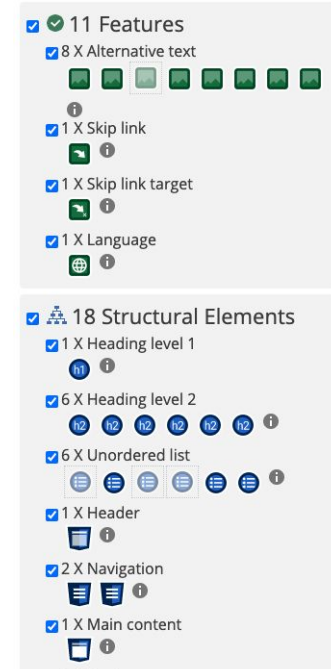 11 Features
8 X Alternative text
1 X Skip link
1 X Skip link target
1 X Language
18 Structural Elements
1 X Heading level 1
h1
6 X Heading level 2
h2 h2 h2 h2 h2 h2
6 X Unordered list
1 X Header
2 X Navigation
1 X Main content